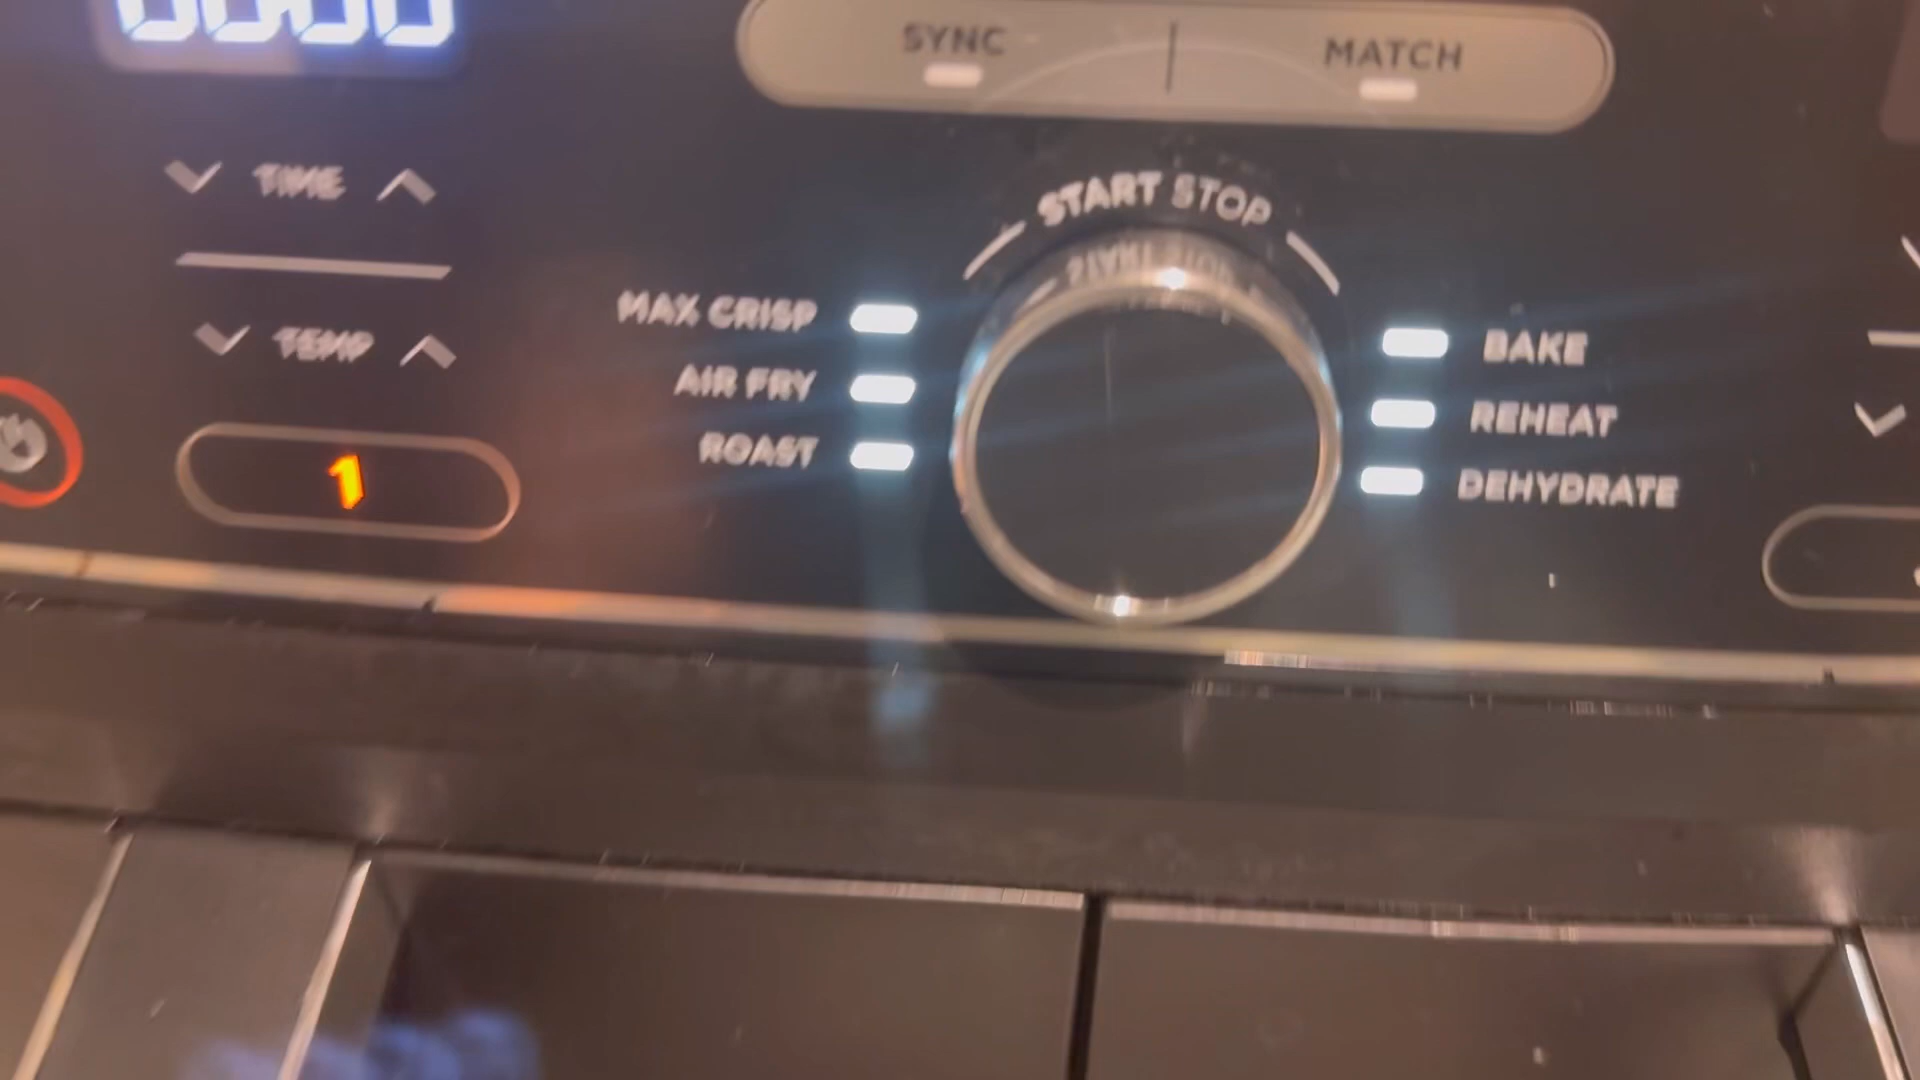 SYNC MATCH
TIME
START STOP
MAX CRISP
BAKE
TEMP
AIR FRY
REHEAT
ROAST
DEHYDRATE
1